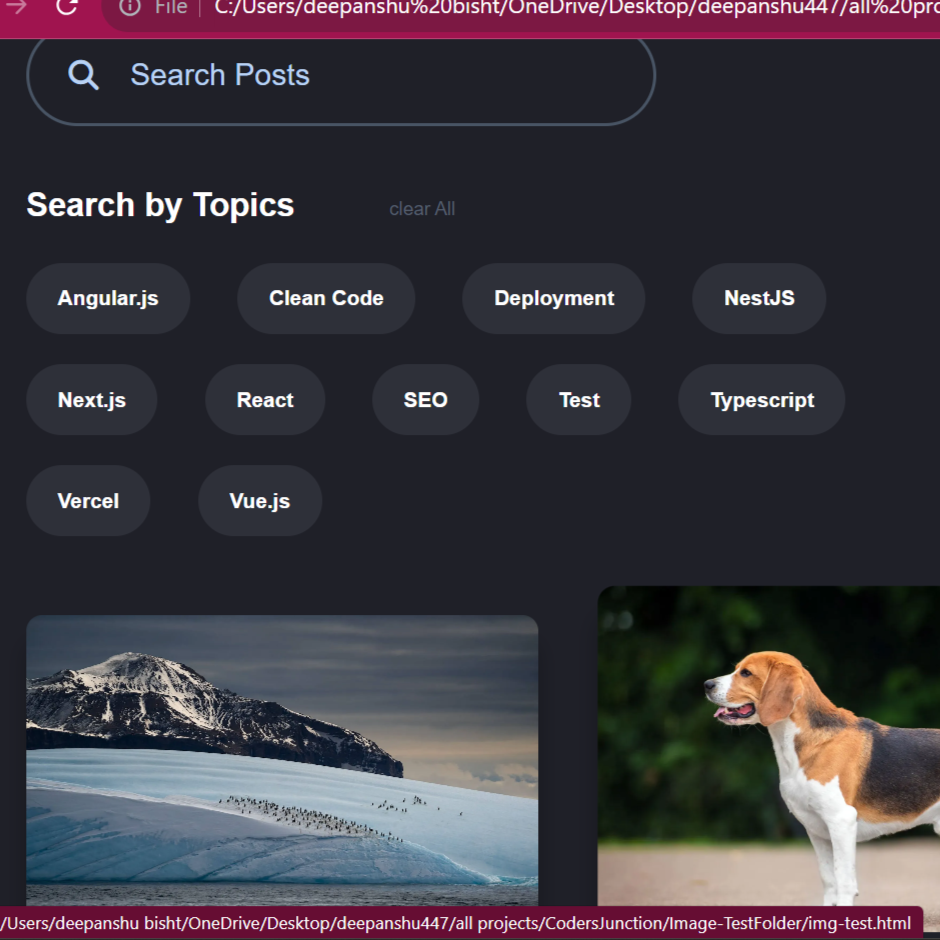 File C:/Users/deepanshu%20bisht/OneDrive/Desktop/deepanshu447/all%20pro
Search Posts
Search by Topics clear All
Angular.js Clean Code Deployment NestJS
Next.js React SEO Test Typescript
Vercel Vue.js
/Users/deepanshu bisht/OneDrive/Desktop/deepanshu447/all projects/CodersJunction/Image-TestFolder/img-test.html